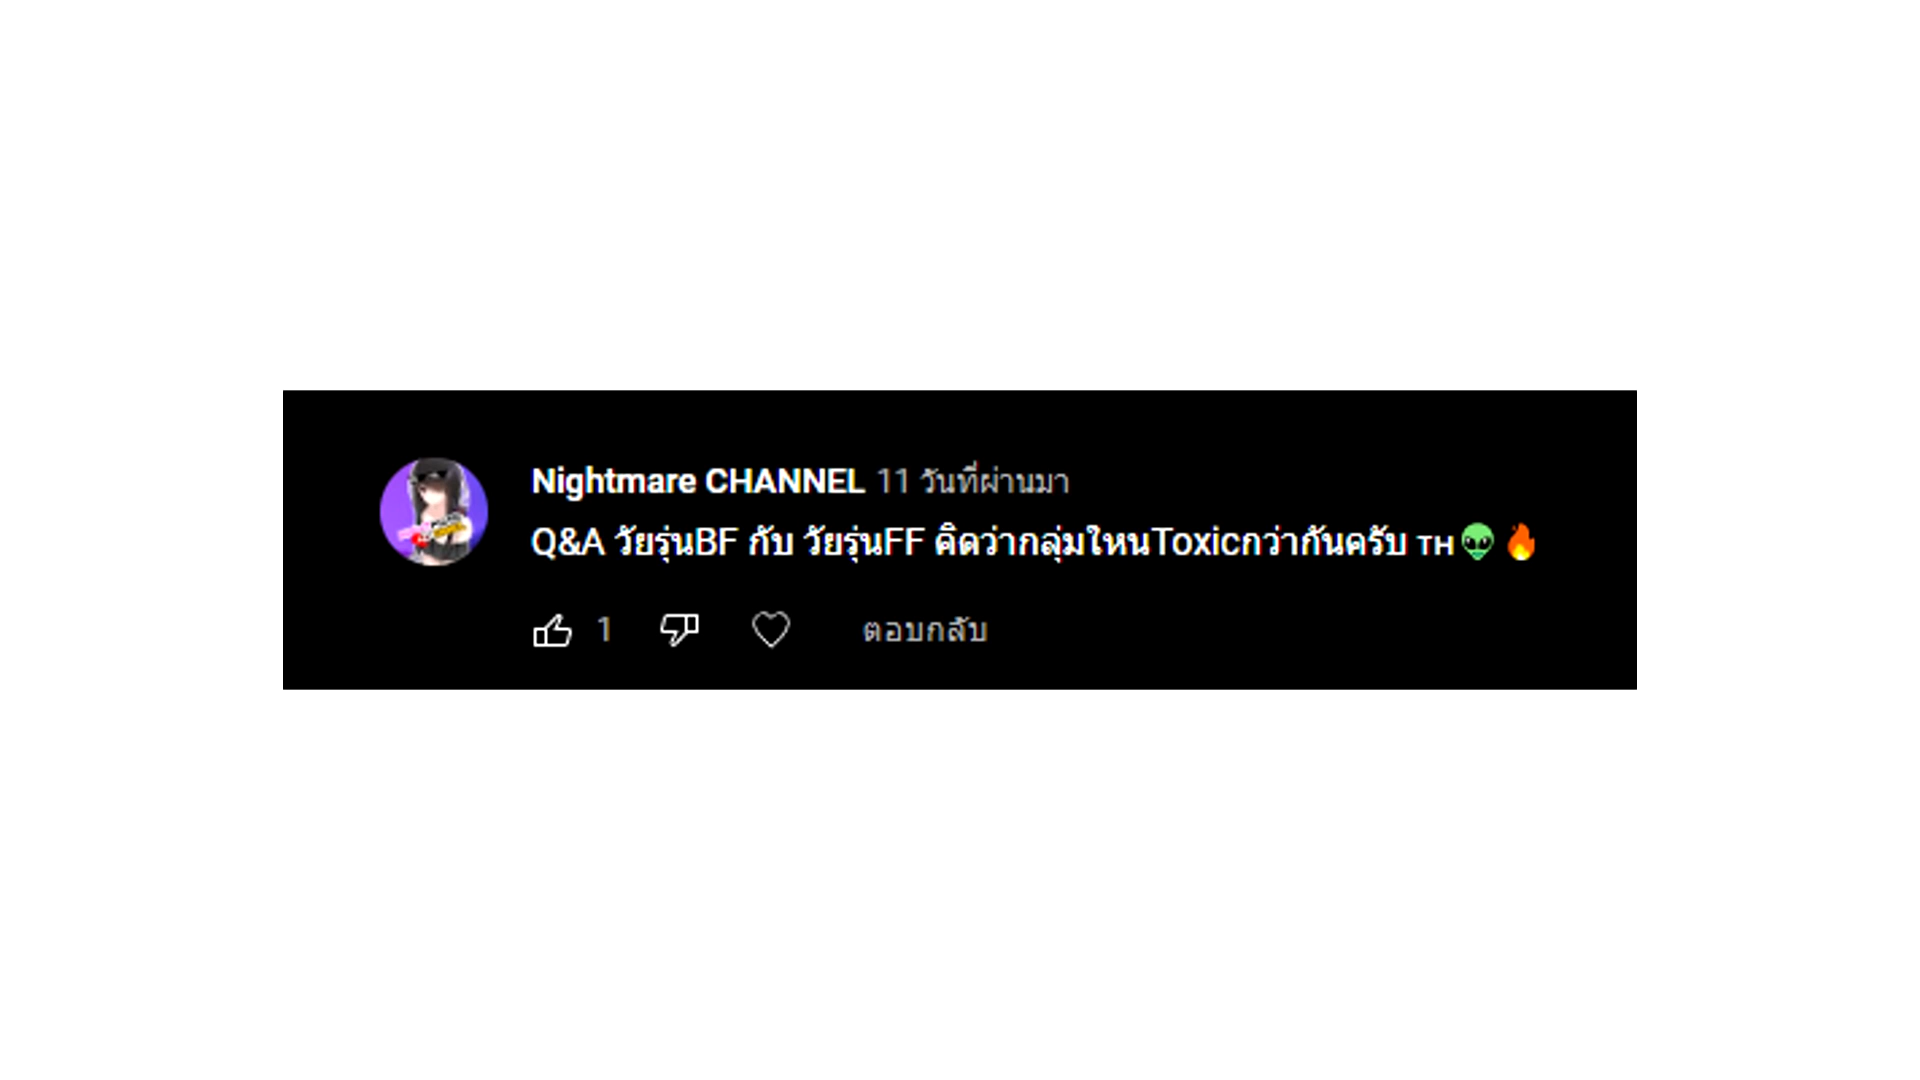 Nightmare CHANNEL 11 วันที่ผ่านมา
Q&A วัยรุ่นBF กับ วัยรุ่นFF คิดว่ากลุ่มใหนToxicกว่ากันครับ ᴛʜ👽🔥
1 ตอบกลับ